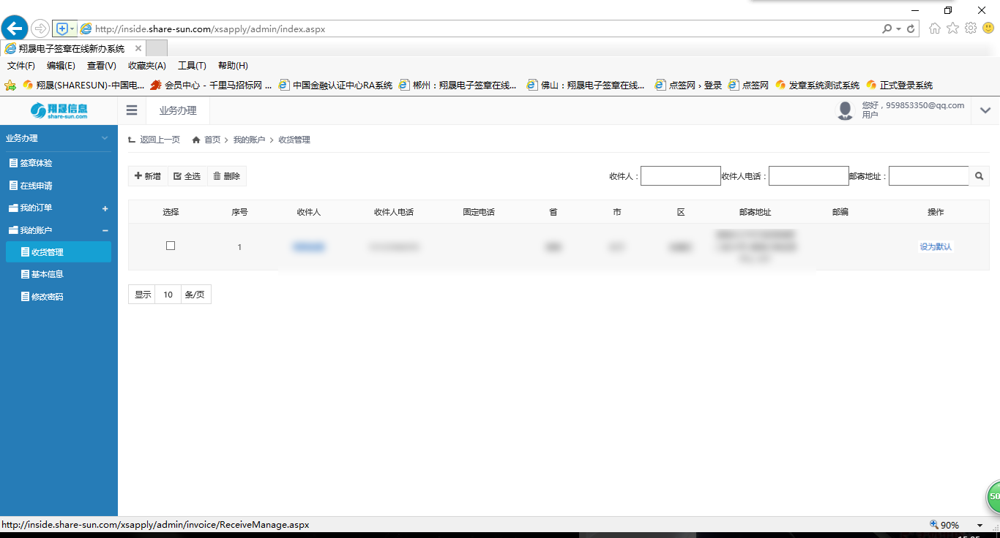 http://inside.share-sun.com/xsapply/admin/index.aspx
翔晟电子签章在线新办系统
文件(F) 编辑(E) 查看(V) 收藏夹(A) 工具(T) 帮助(H)
翔晟(SHARESUN)-中国电... 会员中心 - 千里马招标网 ... 中国金融认证中心RA系统 郴州：翔晟电子签章在线... 佛山：翔晟电子签章在线... 点签网 › 登录 点签网 发章系统测试系统 正式登录系统
翔晟信息
share-sun.com
业务办理
您好，959853350@qq.com
用户
业务办理
签章体验
在线申请
我的订单
我的账户
收货管理
基本信息
修改密码
返回上一页 首页 我的账户 收货管理
新增 全选 删除 收件人： 收件人电话： 邮寄地址：
选择 序号 收件人 收件人电话 固定电话 省 市 区 邮寄地址 邮编 操作
1 设为默认
显示 10 条/页
50
http://inside.share-sun.com/xsapply/admin/invoice/ReceiveManage.aspx
90%